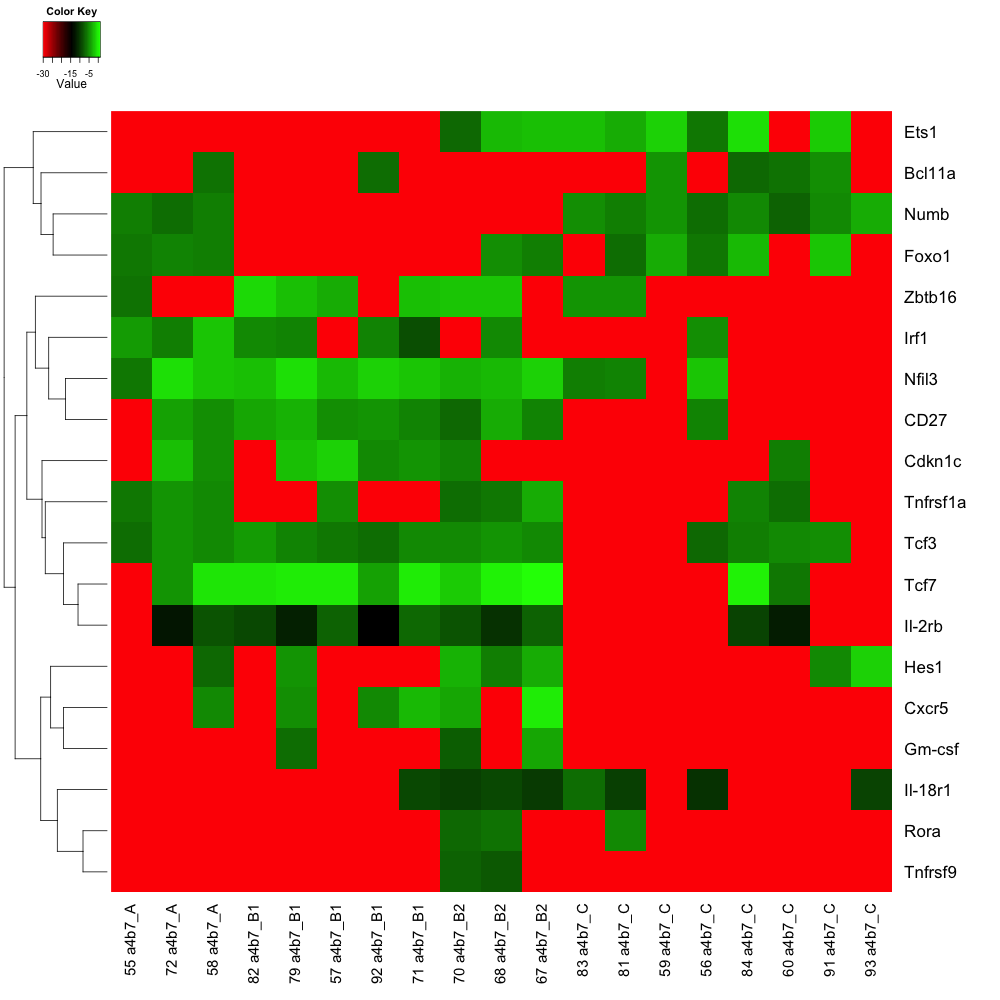 Color Key
-30 -15 -5
Value
Ets1
Bcl11a
Numb
Foxo1
Zbtb16
Irf1
Nfil3
CD27
Cdkn1c
Tnfrsf1a
Tcf3
Tcf7
Il-2rb
Hes1
Cxcr5
Gm-csf
Il-18r1
Rora
Tnfrsf9
55 a4b7_A
72 a4b7_A
58 a4b7_A
82 a4b7_B1
79 a4b7_B1
57 a4b7_B1
92 a4b7_B1
71 a4b7_B1
70 a4b7_B2
68 a4b7_B2
67 a4b7_B2
83 a4b7_C
81 a4b7_C
59 a4b7_C
56 a4b7_C
84 a4b7_C
60 a4b7_C
91 a4b7_C
93 a4b7_C